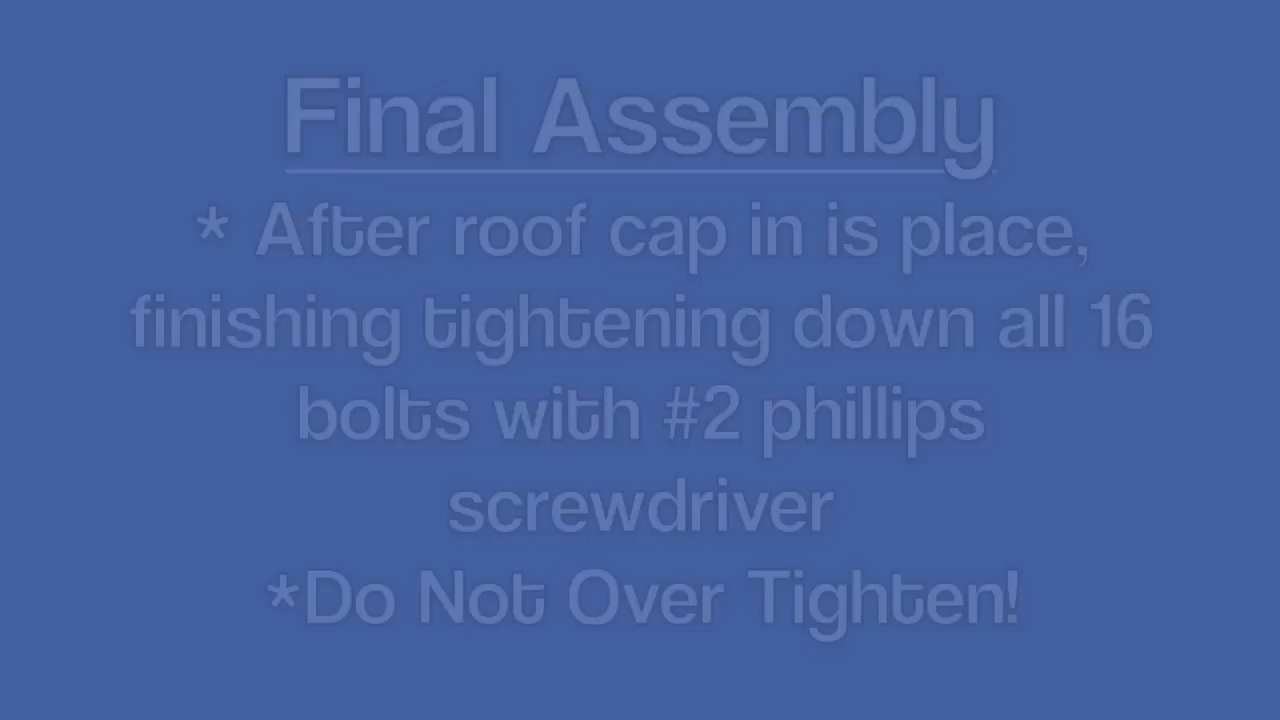 Final Assembly
* After roof cap in is place,
finishing tightening down all 16
bolts with #2 phillips
screwdriver
*Do Not Over Tighten!